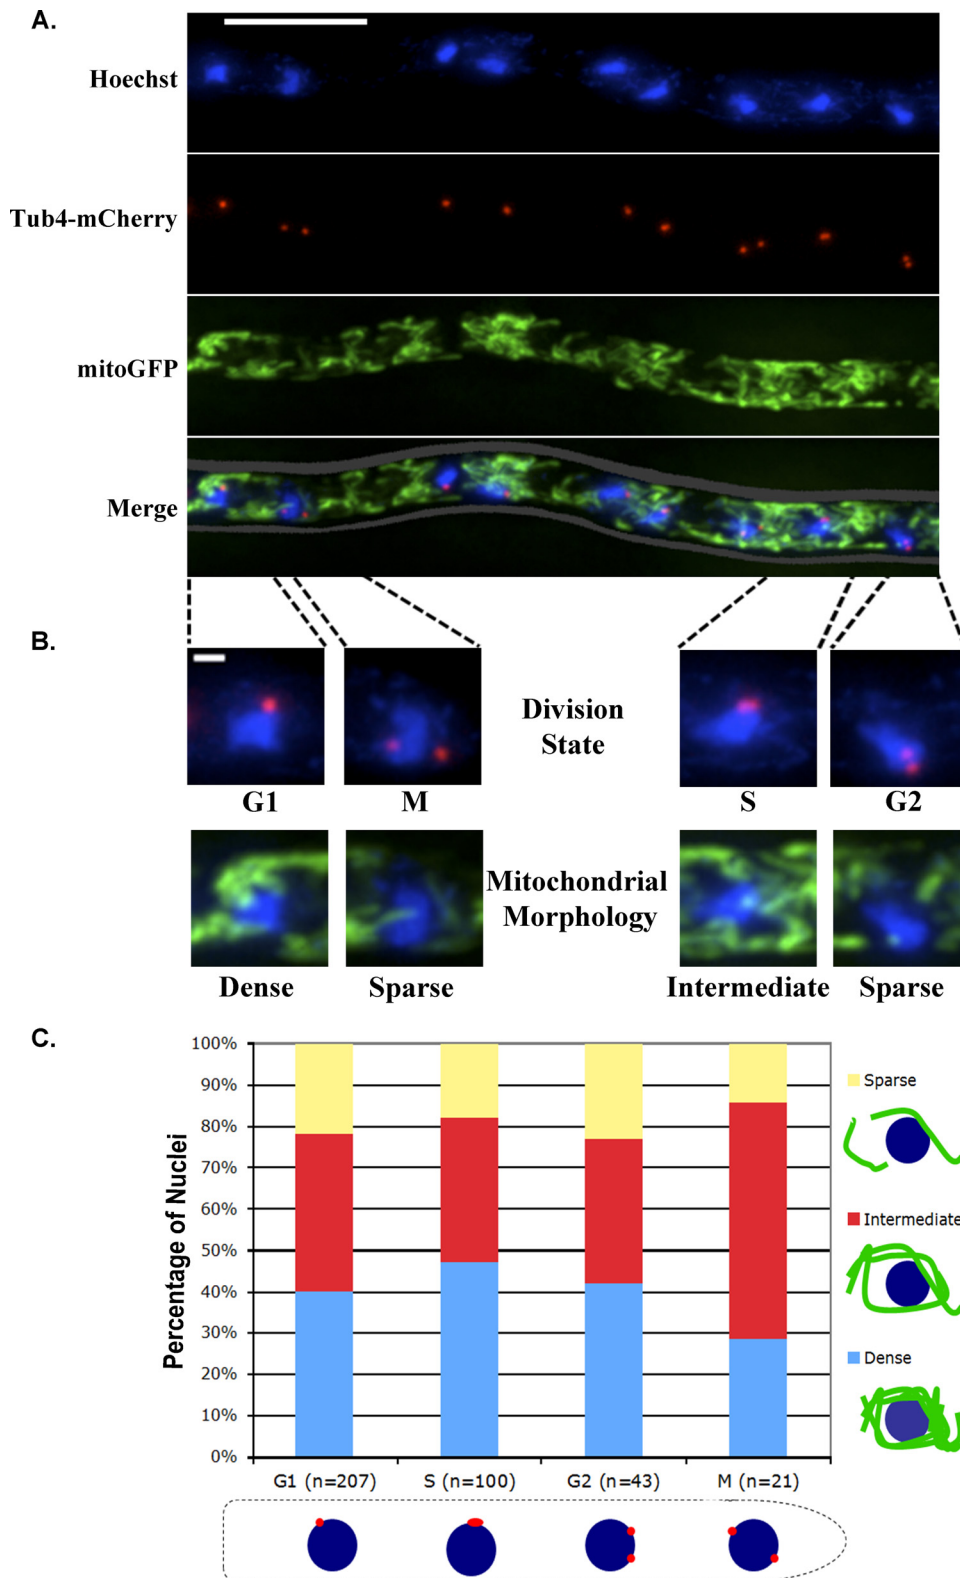 A.
Hoechst
Tub4-mCherry
mitoGFP
Merge
B.
Division
State
G1
M
S
G2
Mitochondrial
Morphology
Dense
Sparse
Intermediate
Sparse
C.
Percentage of Nuclei
100%
90%
80%
70%
60%
50%
40%
30%
20%
10%
0%
G1 (n=207)
S (n=100)
G2 (n=43)
M (n=21)
Sparse
Intermediate
Dense